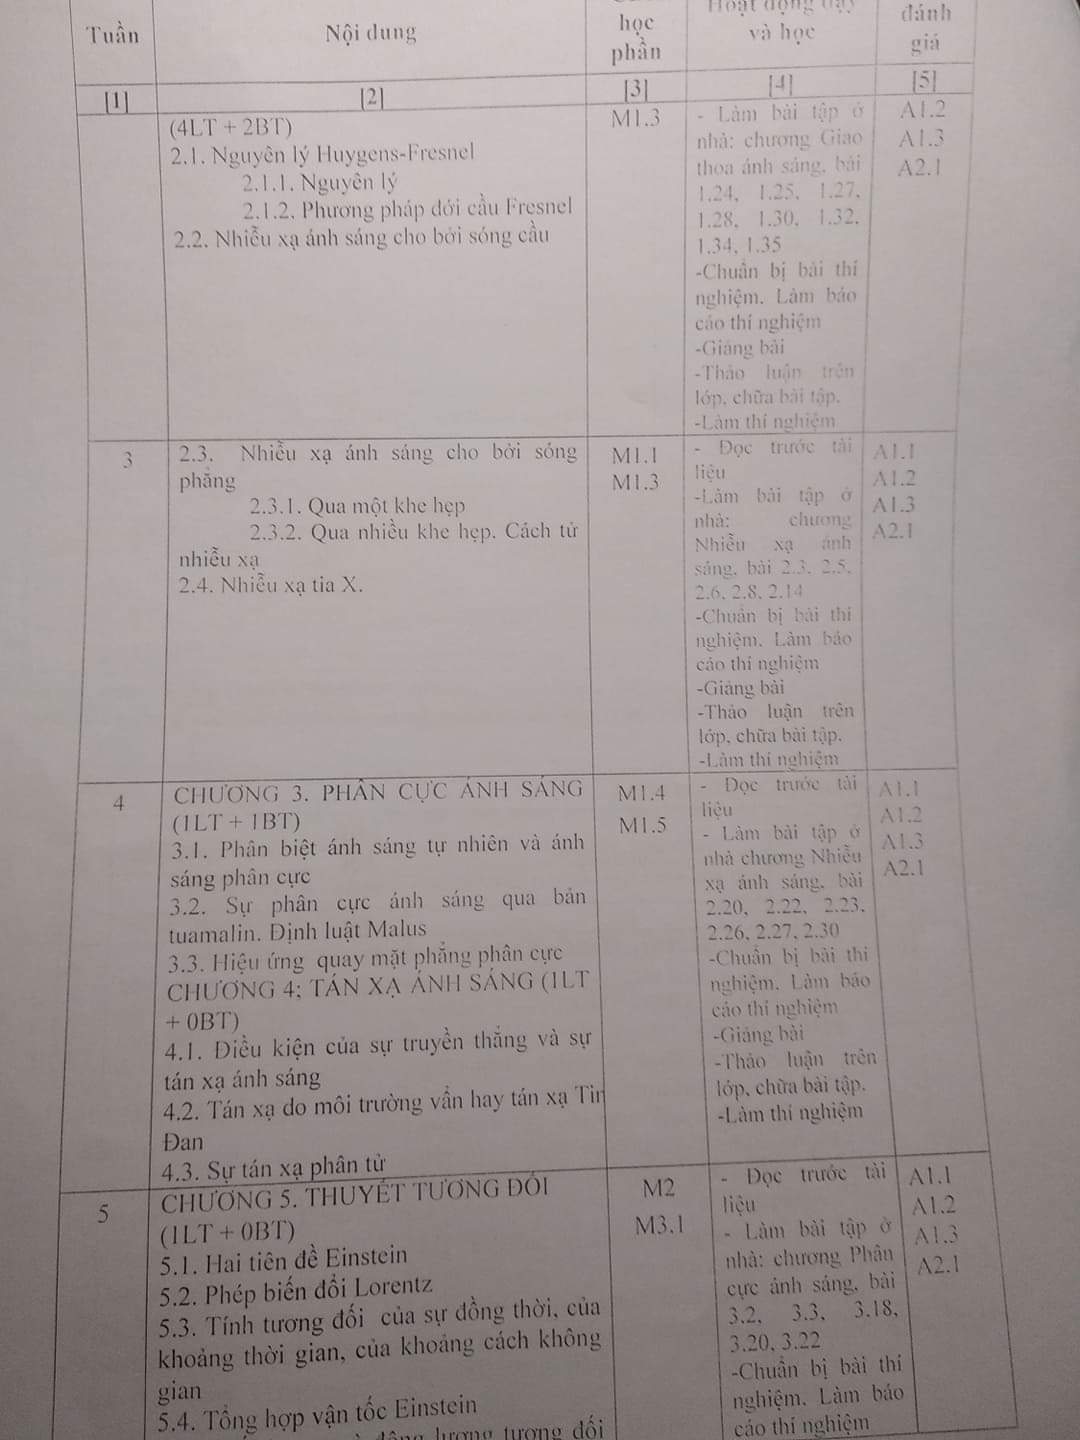 Tuần
Nội dung
học
phần
Hoạt động dạy
và học
đánh
giá
[1]
[2]
[3]
[4]
[5]
(4LT + 2BT)
2.1. Nguyên lý Huygens-Fresnel
2.1.1. Nguyên lý
2.1.2. Phương pháp đới cầu Fresnel
2.2. Nhiễu xạ ánh sáng cho bởi sóng cầu
M1.3
- Làm bài tập ở
nhà: chương Giao
thoa ánh sáng, bài
1.24, 1.25, 1.27,
1.28, 1.30, 1.32,
1.34, 1.35
-Chuẩn bị bài thí
nghiệm. Làm báo
cáo thí nghiệm
-Giảng bài
-Thảo luận trên
lớp, chữa bài tập.
-Làm thí nghiệm
A1.2
A1.3
A2.1
3
2.3. Nhiễu xạ ánh sáng cho bởi sóng
phẳng
2.3.1. Qua một khe hẹp
2.3.2. Qua nhiều khe hẹp. Cách tử
nhiễu xạ
2.4. Nhiễu xạ tia X.
M1.1
M1.3
- Đọc trước tài
liệu
-Làm bài tập ở
nhà: chương
Nhiễu xạ ánh
sáng, bài 2.3, 2.5,
2.6, 2.8, 2.14
-Chuẩn bị bài thí
nghiệm. Làm báo
cáo thí nghiệm
-Giảng bài
-Thảo luận trên
lớp, chữa bài tập.
-Làm thí nghiệm
A1.1
A1.2
A1.3
A2.1
4
CHƯƠNG 3. PHÂN CỰC ÁNH SÁNG
(1LT + 1BT)
3.1. Phân biệt ánh sáng tự nhiên và ánh
sáng phân cực
3.2. Sự phân cực ánh sáng qua bản
tuamalin. Định luật Malus
3.3. Hiệu ứng quay mặt phẳng phân cực
CHƯƠNG 4: TÁN XẠ ÁNH SÁNG (1LT
+ 0BT)
4.1. Điều kiện của sự truyền thẳng và sự
tán xạ ánh sáng
4.2. Tán xạ do môi trường vẩn hay tán xạ Tin
Đan
4.3. Sự tán xạ phân tử
M1.4
M1.5
- Đọc trước tài
liệu
- Làm bài tập ở
nhà chương Nhiễu
xạ ánh sáng, bài
2.20, 2.22, 2.23,
2.26, 2.27, 2.30
-Chuẩn bị bài thí
nghiệm. Làm báo
cáo thí nghiệm
-Giảng bài
-Thảo luận trên
lớp, chữa bài tập.
-Làm thí nghiệm
A1.1
A1.2
A1.3
A2.1
5
CHƯƠNG 5. THUYẾT TƯƠNG ĐỐI
(1LT + 0BT)
5.1. Hai tiên đề Einstein
5.2. Phép biến đổi Lorentz
5.3. Tính tương đối của sự đồng thời, của
khoảng thời gian, của khoảng cách không
gian
5.4. Tổng hợp vận tốc Einstein
động lượng tương đối
M2
M3.1
- Đọc trước tài
liệu
- Làm bài tập ở
nhà: chương Phân
cực ánh sáng, bài
3.2, 3.3, 3.18,
3.20, 3.22
-Chuẩn bị bài thí
nghiệm. Làm báo
cáo thí nghiệm
A1.1
A1.2
A1.3
A2.1